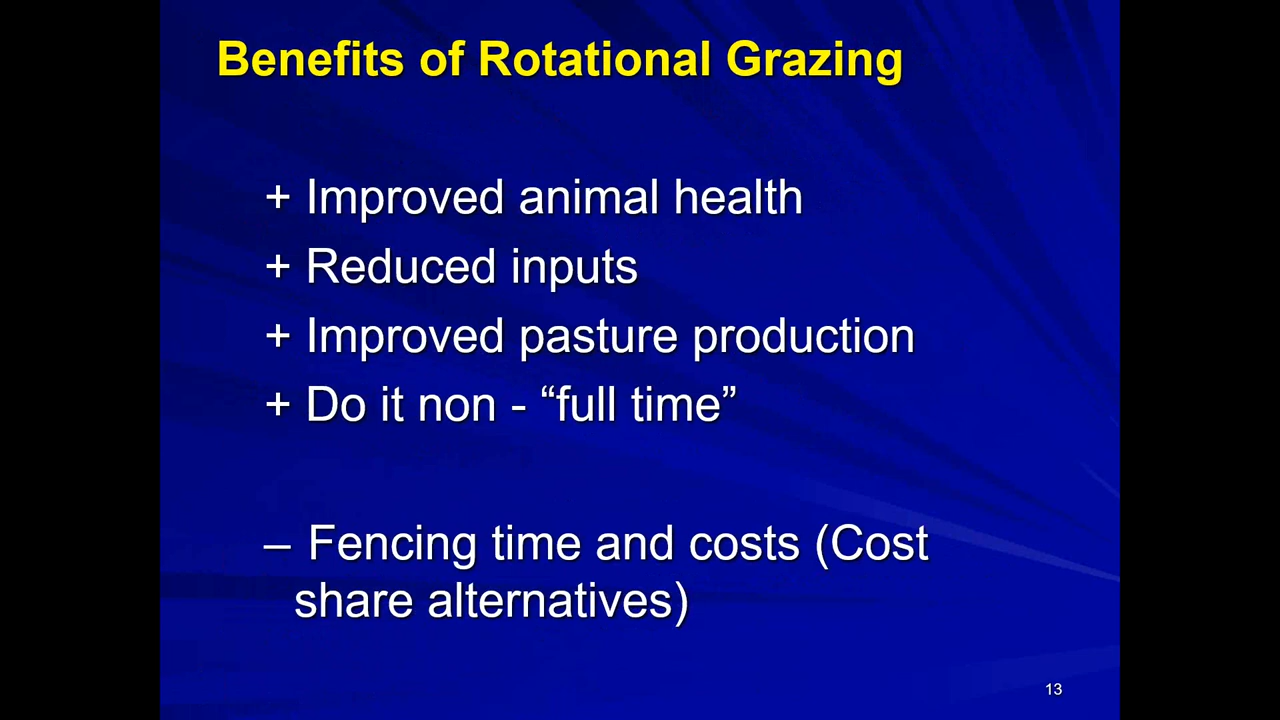 Benefits of Rotational Grazing
+ Improved animal health
+ Reduced inputs
+ Improved pasture production
+ Do it non - “full time”
– Fencing time and costs (Cost
share alternatives)
13